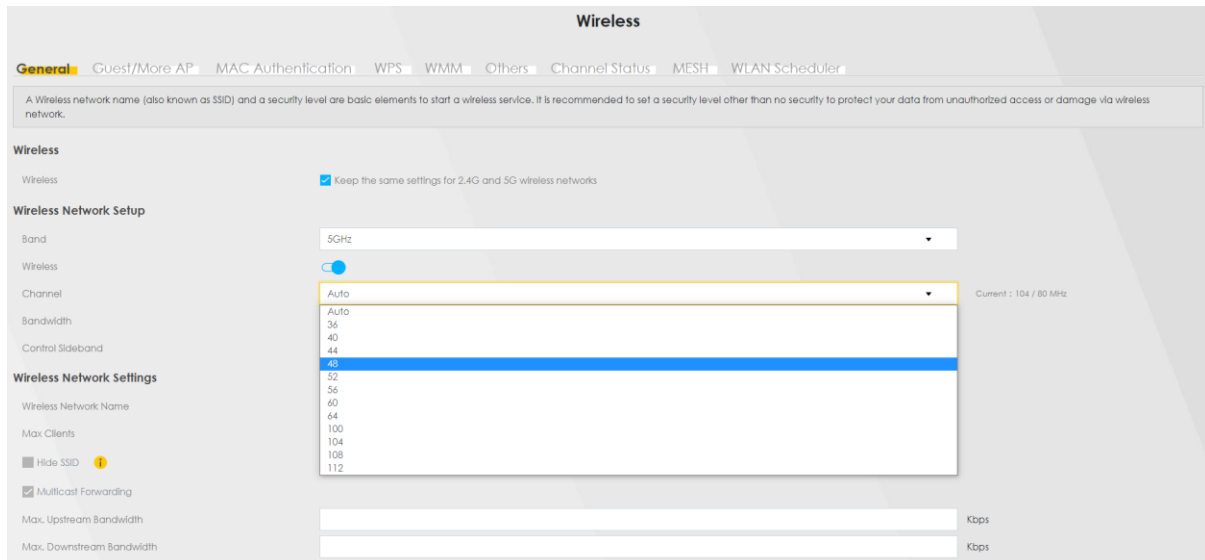 Wireless
General Guest/More AP MAC Authentication WPS WMM Others Channel Status MESH WLAN Scheduler
A Wireless network name (also known as SSID) and a security level are basic elements to start a wireless service. It is recommended to set a security level other than no security to protect your data from unauthorized access or damage via wireless
network.
Wireless
Wireless Keep the same settings for 2.4G and 5G wireless networks
Wireless Network Setup
Band 5GHz
Wireless
Channel Auto Current : 104 / 80 MHz
Auto
Bandwidth 36
40
Control Sideband 44
48
Wireless Network Settings 52
56
Wireless Network Name 60
64
Max Clients 100
104
Hide SSID i 108
112
Multicast Forwarding
Max. Upstream Bandwidth Kbps
Max. Downstream Bandwidth Kbps